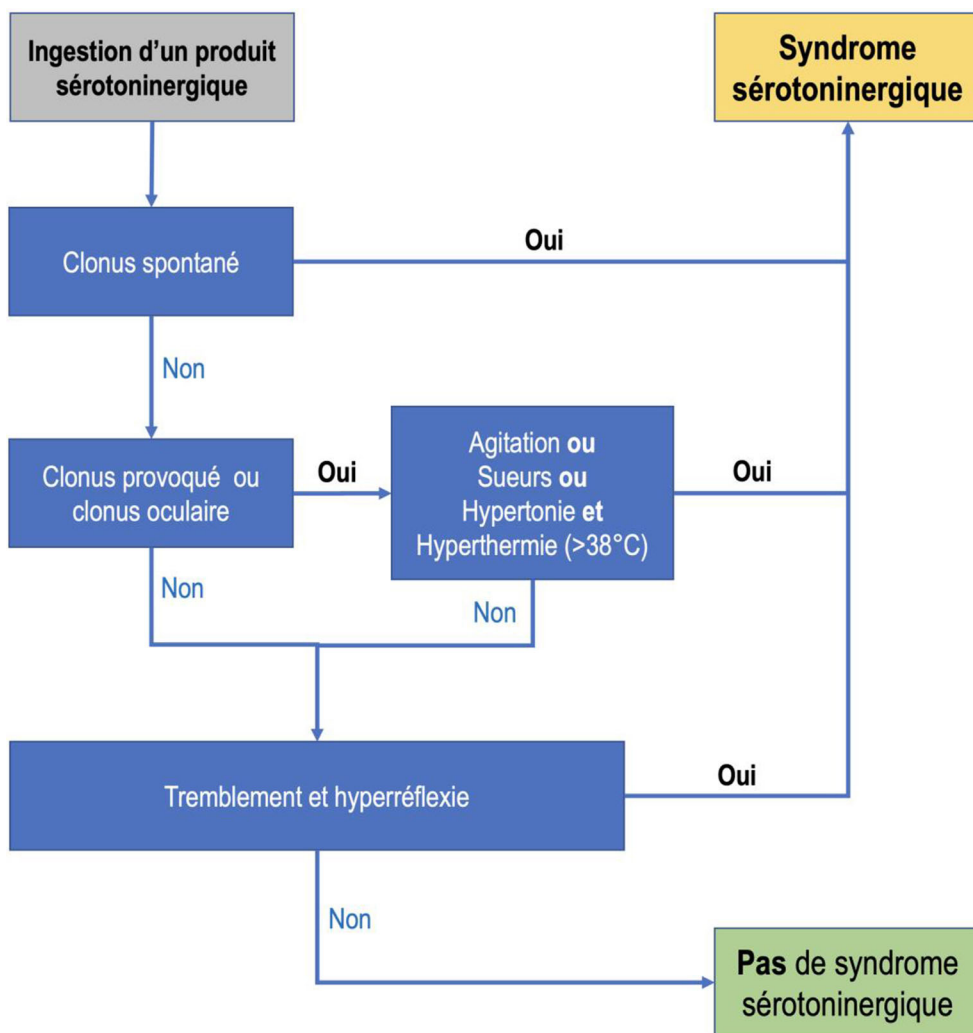 Ingestion d’un produit
sérotoninergique
Syndrome
sérotoninergique
Clonus spontané
Oui
Non
Clonus provoqué ou
clonus oculaire
Oui
Agitation ou
Sueurs ou
Hypertonie et
Hyperthermie (>38°C)
Oui
Non
Non
Tremblement et hyperréflexie
Oui
Non
Pas de syndrome
sérotoninergique